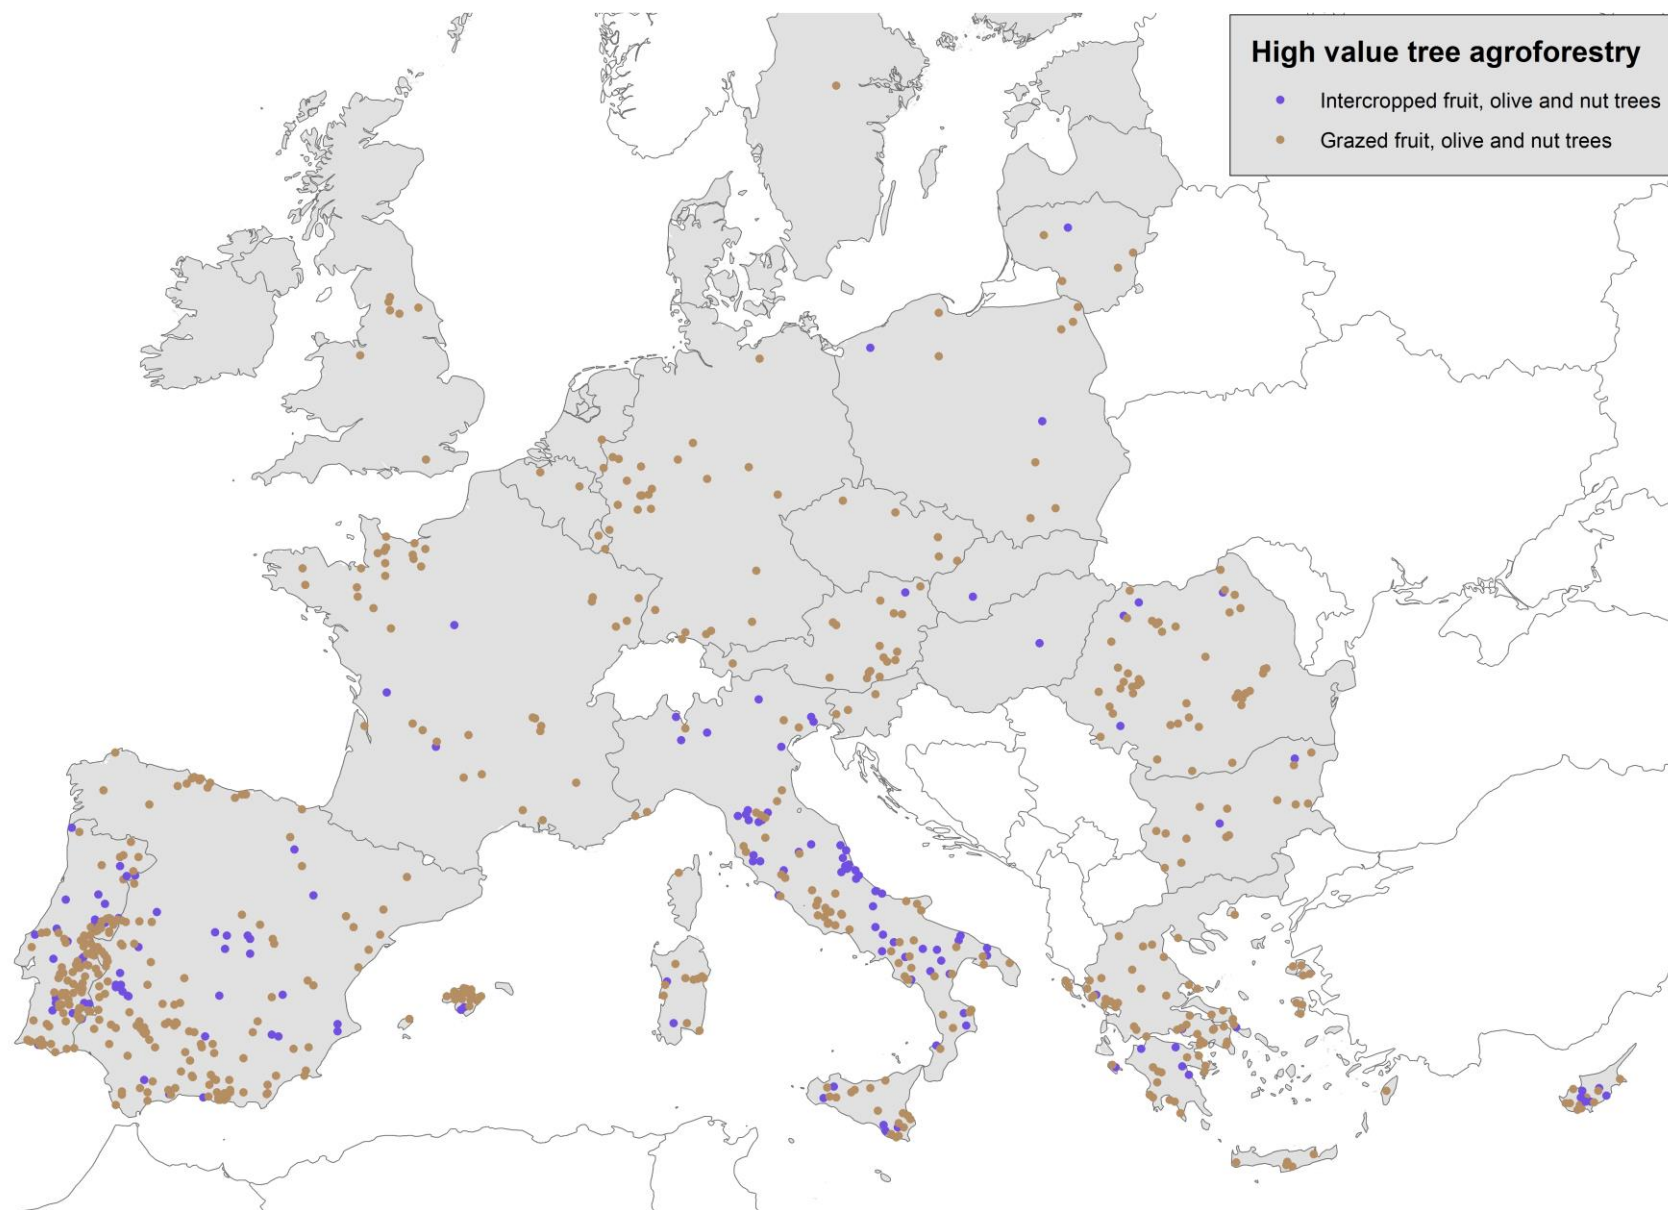 High value tree agroforestry
Intercropped fruit, olive and nut trees
Grazed fruit, olive and nut trees